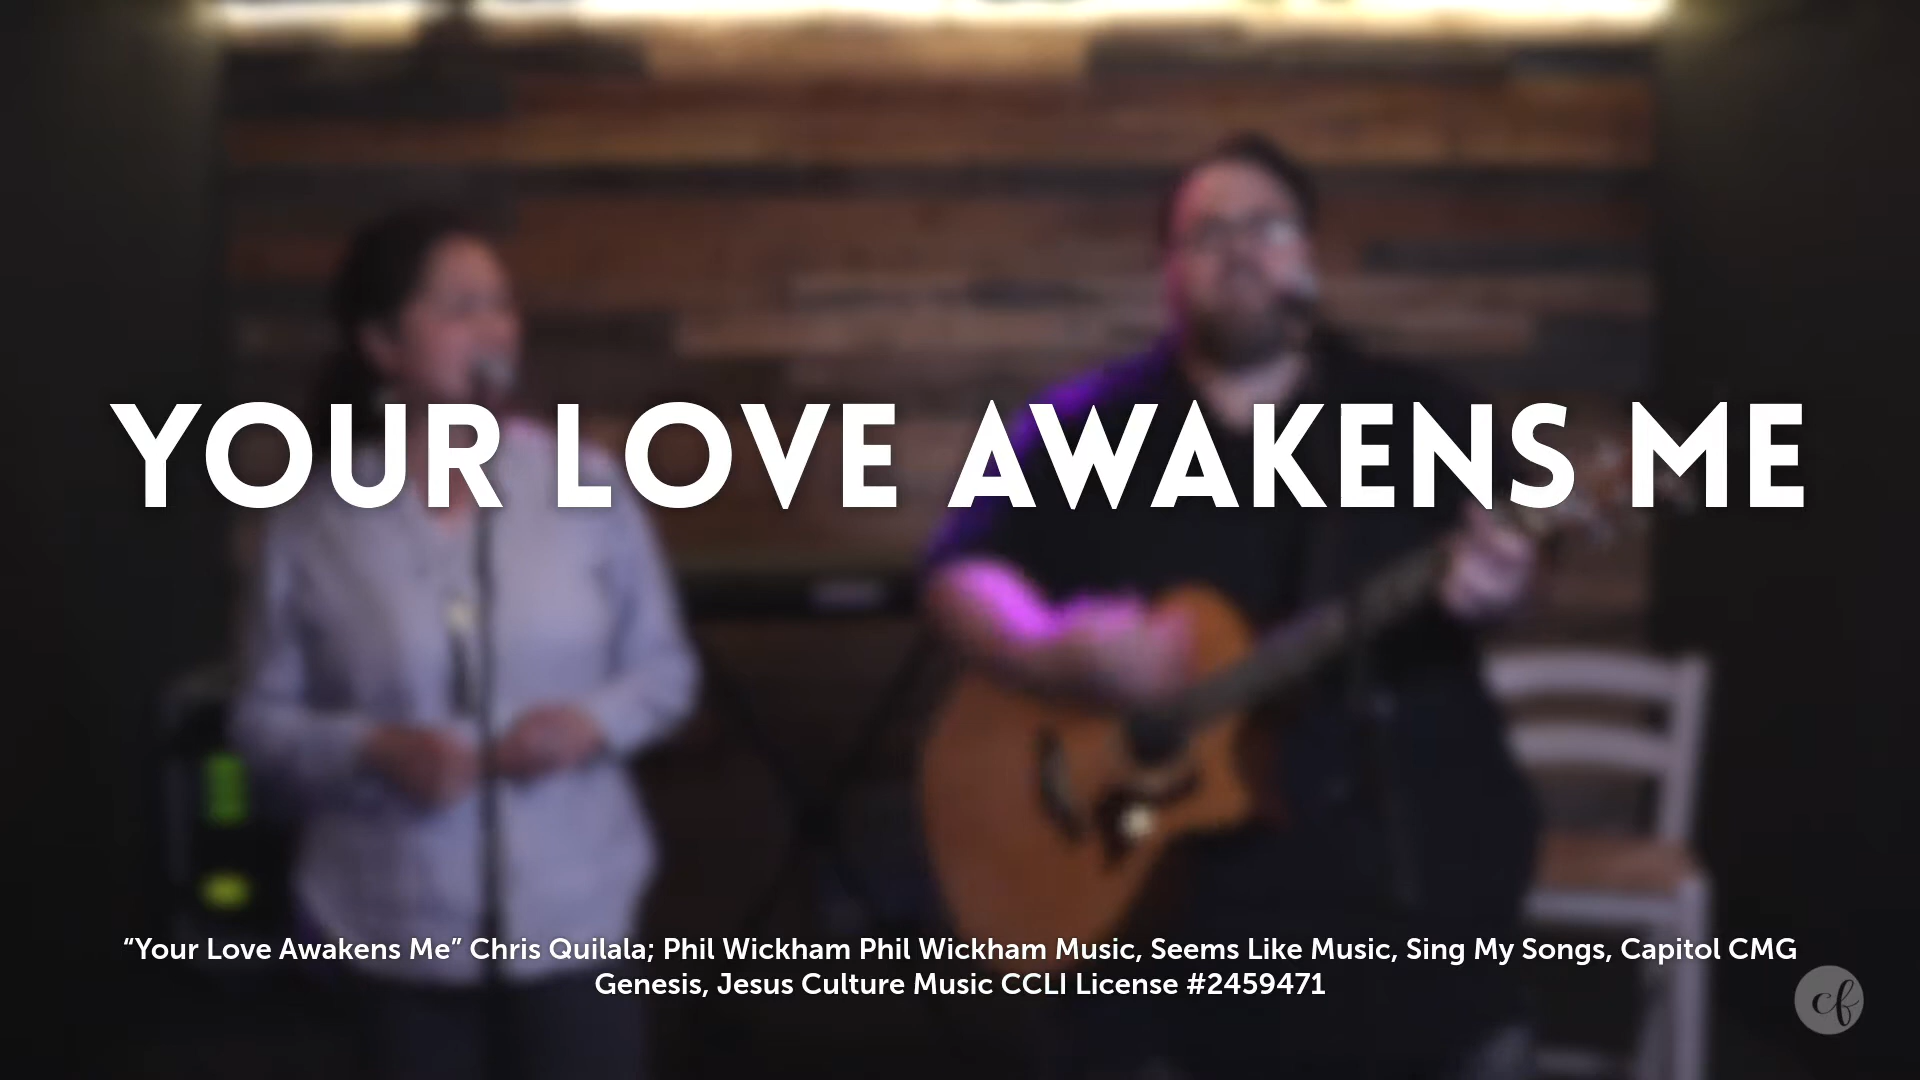 YOUR LOVE AWAKENS ME
“Your Love Awakens Me” Chris Quilala; Phil Wickham Phil Wickham Music, Seems Like Music, Sing My Songs, Capitol CMG
Genesis, Jesus Culture Music CCLI License #2459471
cf